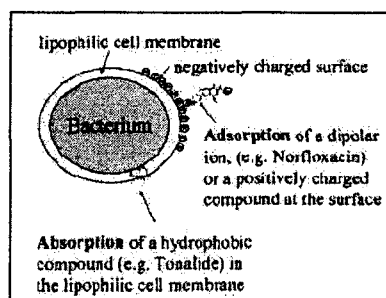 lipophilic cell membrane
negatively charged surface
Bacterium
Adsorption of a dipolar
ion, (e.g. Norfloxacin)
or a positively charged
compound at the surface
Absorption of a hydrophobic
compound (e.g. Tonalide) in
the lipophilic cell membrane